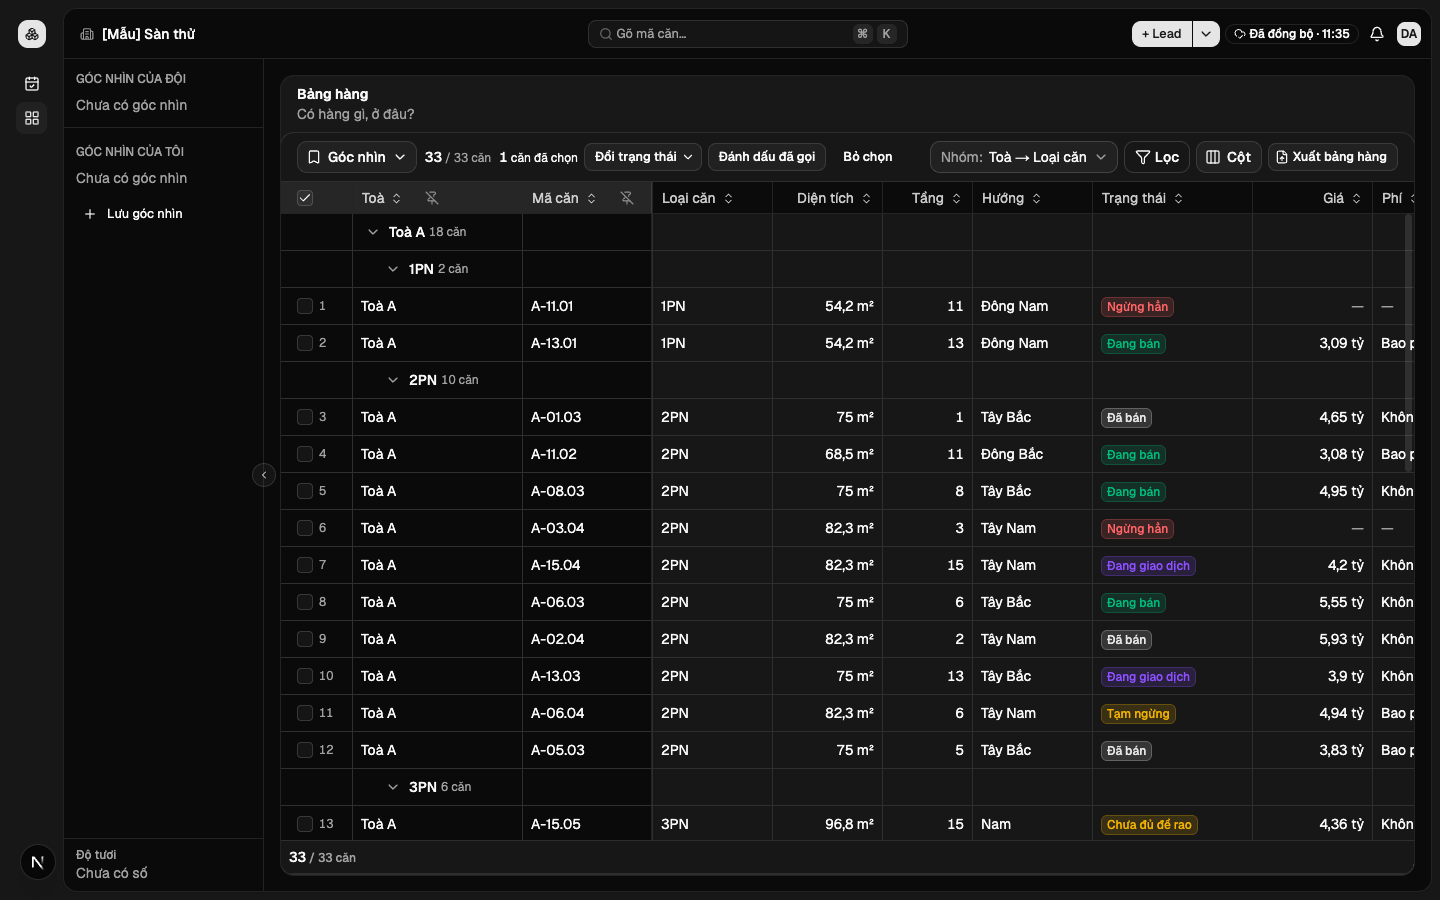 [Mẫu] Sàn thử
Gõ mã căn...
⌘ K
+ Lead
Đã đồng bộ · 11:35
DA
GÓC NHÌN CỦA ĐỘI
Chưa có góc nhìn
GÓC NHÌN CỦA TÔI
Chưa có góc nhìn
+ Lưu góc nhìn
Độ tươi
Chưa có số
N
Bảng hàng
Có hàng gì, ở đâu?
Góc nhìn
33 / 33 căn
1 căn đã chọn
Đổi trạng thái
Đánh dấu đã gọi
Bỏ chọn
Nhóm: Toà → Loại căn
Lọc
Cột
Xuất bảng hàng
Toà Mã căn Loại căn Diện tích Tầng Hướng Trạng thái Giá Phí
Toà A 18 căn
1PN 2 căn
1 Toà A A-11.01 1PN 54,2 m² 11 Đông Nam Ngừng hẳn — —
2 Toà A A-13.01 1PN 54,2 m² 13 Đông Nam Đang bán 3,09 tỷ Bao p
2PN 10 căn
3 Toà A A-01.03 2PN 75 m² 1 Tây Bắc Đã bán 4,65 tỷ Khôn
4 Toà A A-11.02 2PN 68,5 m² 11 Đông Bắc Đang bán 3,08 tỷ Bao p
5 Toà A A-08.03 2PN 75 m² 8 Tây Bắc Đang bán 4,95 tỷ Khôn
6 Toà A A-03.04 2PN 82,3 m² 3 Tây Nam Ngừng hẳn — —
7 Toà A A-15.04 2PN 82,3 m² 15 Tây Nam Đang giao dịch 4,2 tỷ Khôn
8 Toà A A-06.03 2PN 75 m² 6 Tây Bắc Đang bán 5,55 tỷ Khôn
9 Toà A A-02.04 2PN 82,3 m² 2 Tây Nam Đã bán 5,93 tỷ Khôn
10 Toà A A-13.03 2PN 75 m² 13 Tây Bắc Đang giao dịch 3,9 tỷ Khôn
11 Toà A A-06.04 2PN 82,3 m² 6 Tây Nam Tạm ngừng 4,94 tỷ Bao p
12 Toà A A-05.03 2PN 75 m² 5 Tây Bắc Đã bán 3,83 tỷ Bao p
3PN 6 căn
13 Toà A A-15.05 3PN 96,8 m² 15 Nam Chưa đủ để rao 4,36 tỷ Khôn
33 / 33 căn